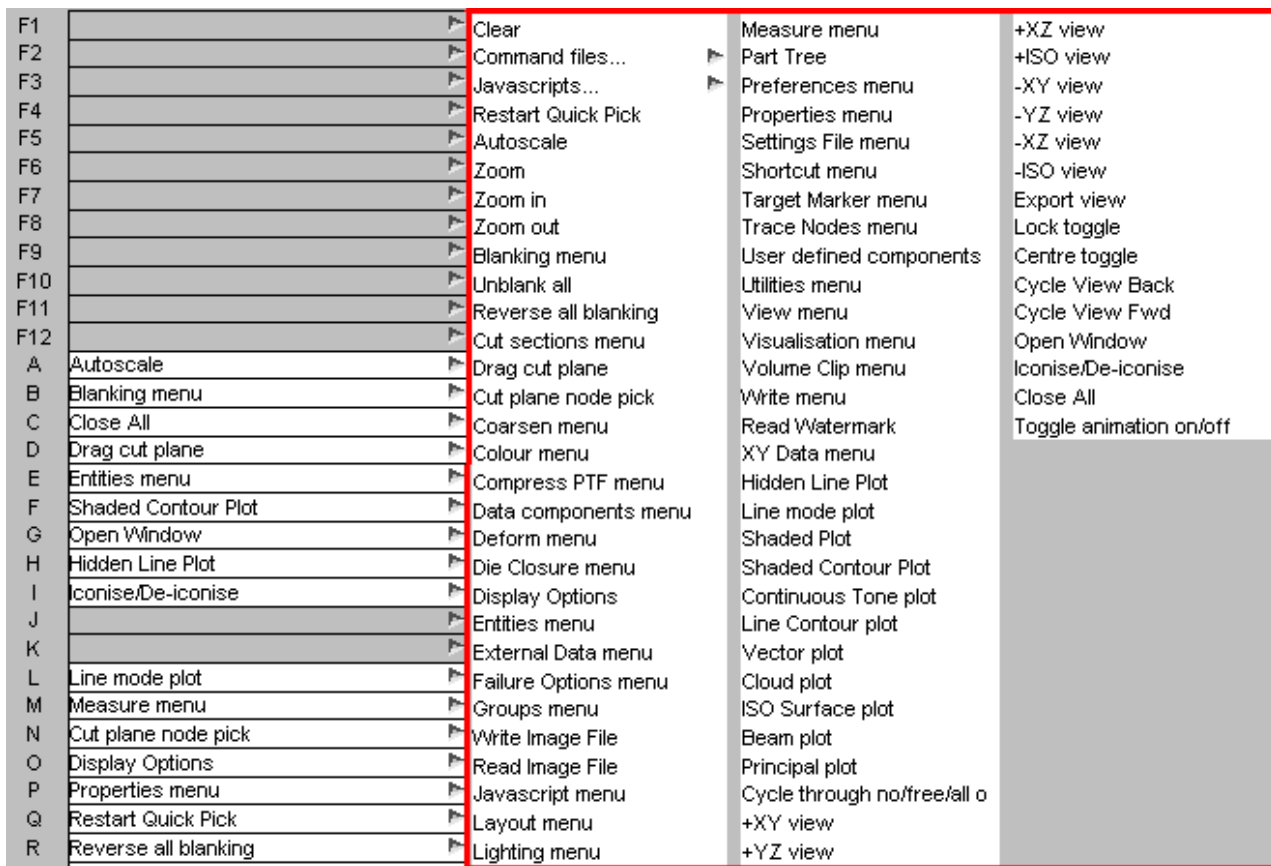 F1
F2
F3
F4
F5
F6
F7
F8
F9
F10
F11
F12
A Autoscale
B Blanking menu
C Close All
D Drag cut plane
E Entities menu
F Shaded Contour Plot
G Open Window
H Hidden Line Plot
I Iconise/De-iconise
J
K
L Line mode plot
M Measure menu
N Cut plane node pick
O Display Options
P Properties menu
Q Restart Quick Pick
R Reverse all blanking
Clear
Command files...
Javascripts...
Restart Quick Pick
Autoscale
Zoom
Zoom in
Zoom out
Blanking menu
Unblank all
Reverse all blanking
Cut sections menu
Drag cut plane
Cut plane node pick
Coarsen menu
Colour menu
Compress PTF menu
Data components menu
Deform menu
Die Closure menu
Display Options
Entities menu
External Data menu
Failure Options menu
Groups menu
Write Image File
Read Image File
Javascript menu
Layout menu
Lighting menu
Measure menu
Part Tree
Preferences menu
Properties menu
Settings File menu
Shortcut menu
Target Marker menu
Trace Nodes menu
User defined components
Utilities menu
View menu
Visualisation menu
Volume Clip menu
Write menu
Read Watermark
XY Data menu
Hidden Line Plot
Line mode plot
Shaded Plot
Shaded Contour Plot
Continuous Tone plot
Line Contour plot
Vector plot
Cloud plot
ISO Surface plot
Beam plot
Principal plot
Cycle through no/free/all o
+XY view
+YZ view
+XZ view
+ISO view
-XY view
-YZ view
-XZ view
-ISO view
Export view
Lock toggle
Centre toggle
Cycle View Back
Cycle View Fwd
Open Window
Iconise/De-iconise
Close All
Toggle animation on/off